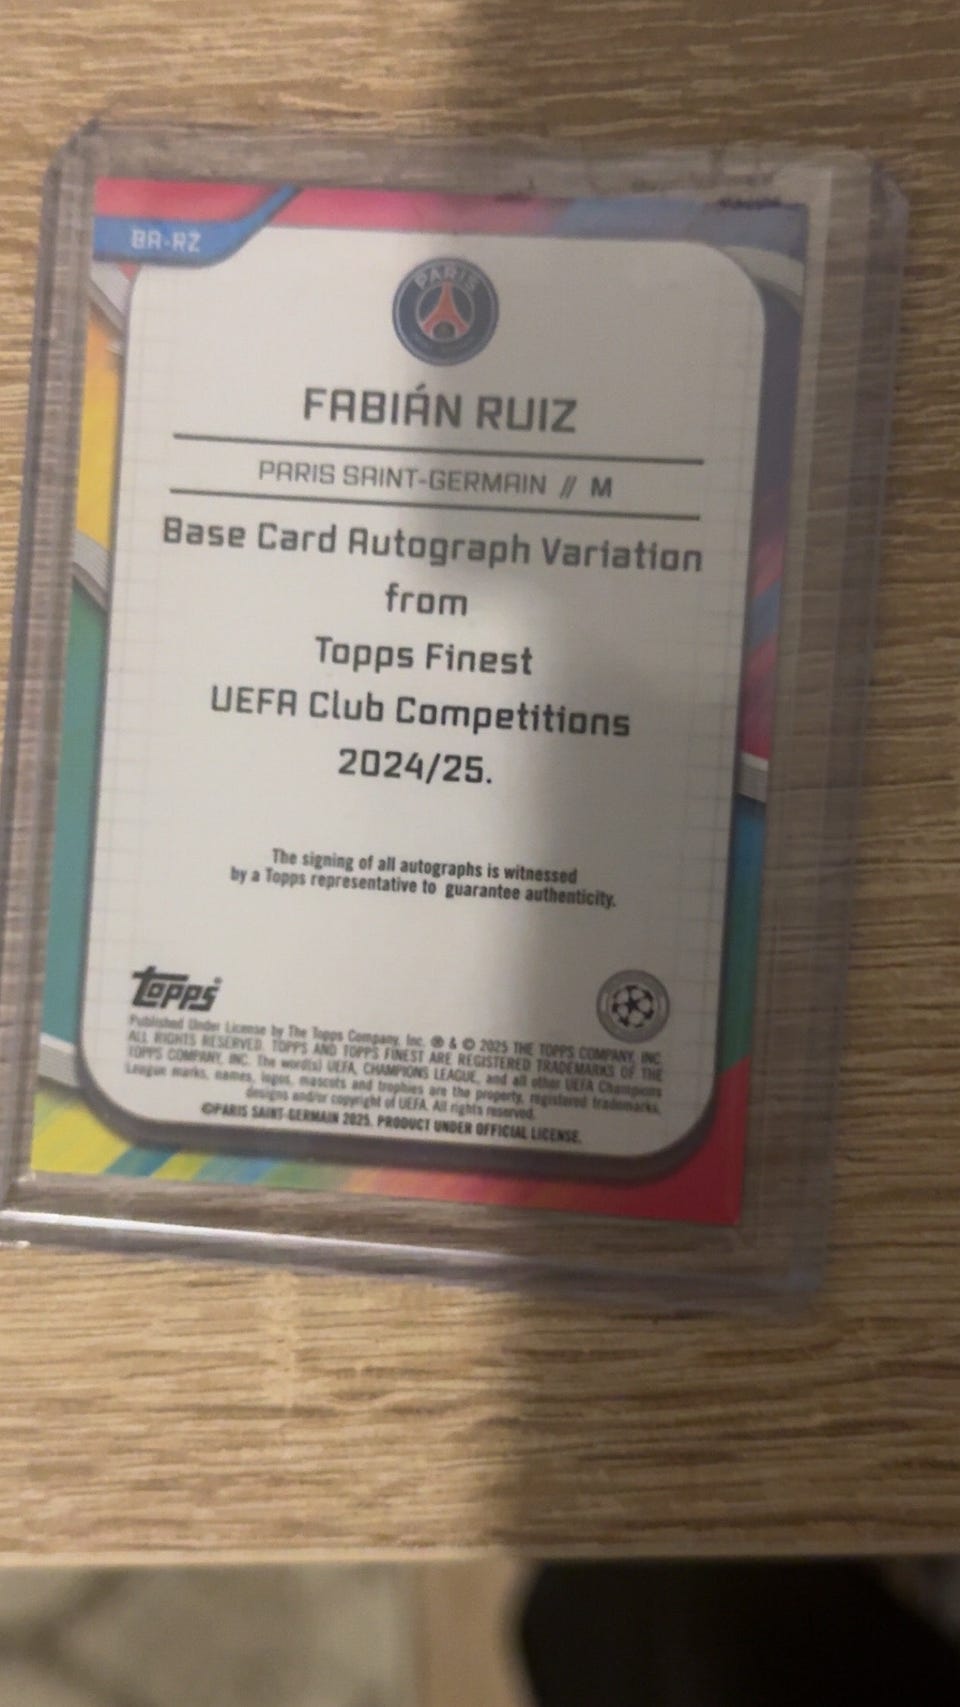 BA-RZ
PARIS
FABIÁN RUIZ
PARIS SAINT-GERMAIN // M
Base Card Autograph Variation
from
Topps Finest
UEFA Club Competitions
2024/25.
The signing of all autographs is witnessed
by a Topps representative to guarantee authenticity.
Topps®
Published Under License by The Topps Company, Inc. ® & © 2025 THE TOPPS COMPANY, INC.
ALL RIGHTS RESERVED. TOPPS AND TOPPS FINEST ARE REGISTERED TRADEMARKS OF THE
TOPPS COMPANY, INC. The word(s) UEFA, CHAMPIONS LEAGUE, and all other UEFA Champions
League marks, names, logos, mascots and trophies are the property, registered trademarks,
designs and/or copyright of UEFA. All rights reserved.
©PARIS SAINT-GERMAIN 2025. PRODUCT UNDER OFFICIAL LICENSE.